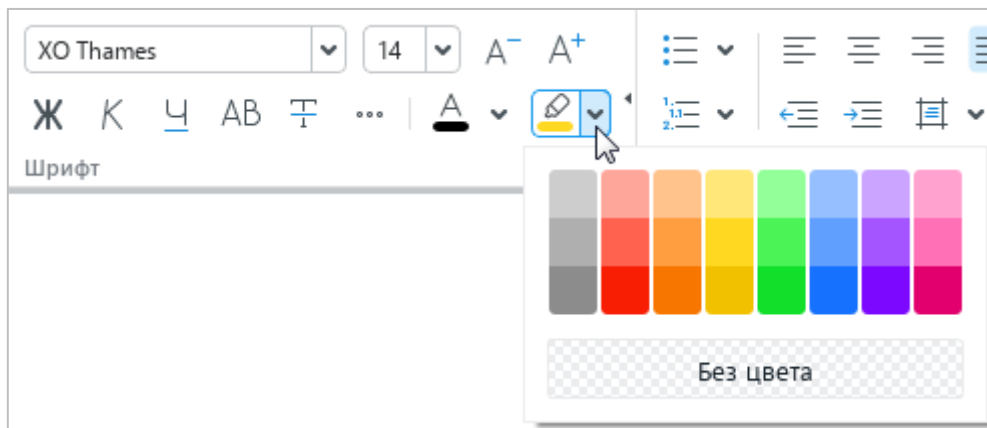 XO Thames 14 A⁻ A⁺
Ж К Ч АВ Т А
Шрифт
Без цвета